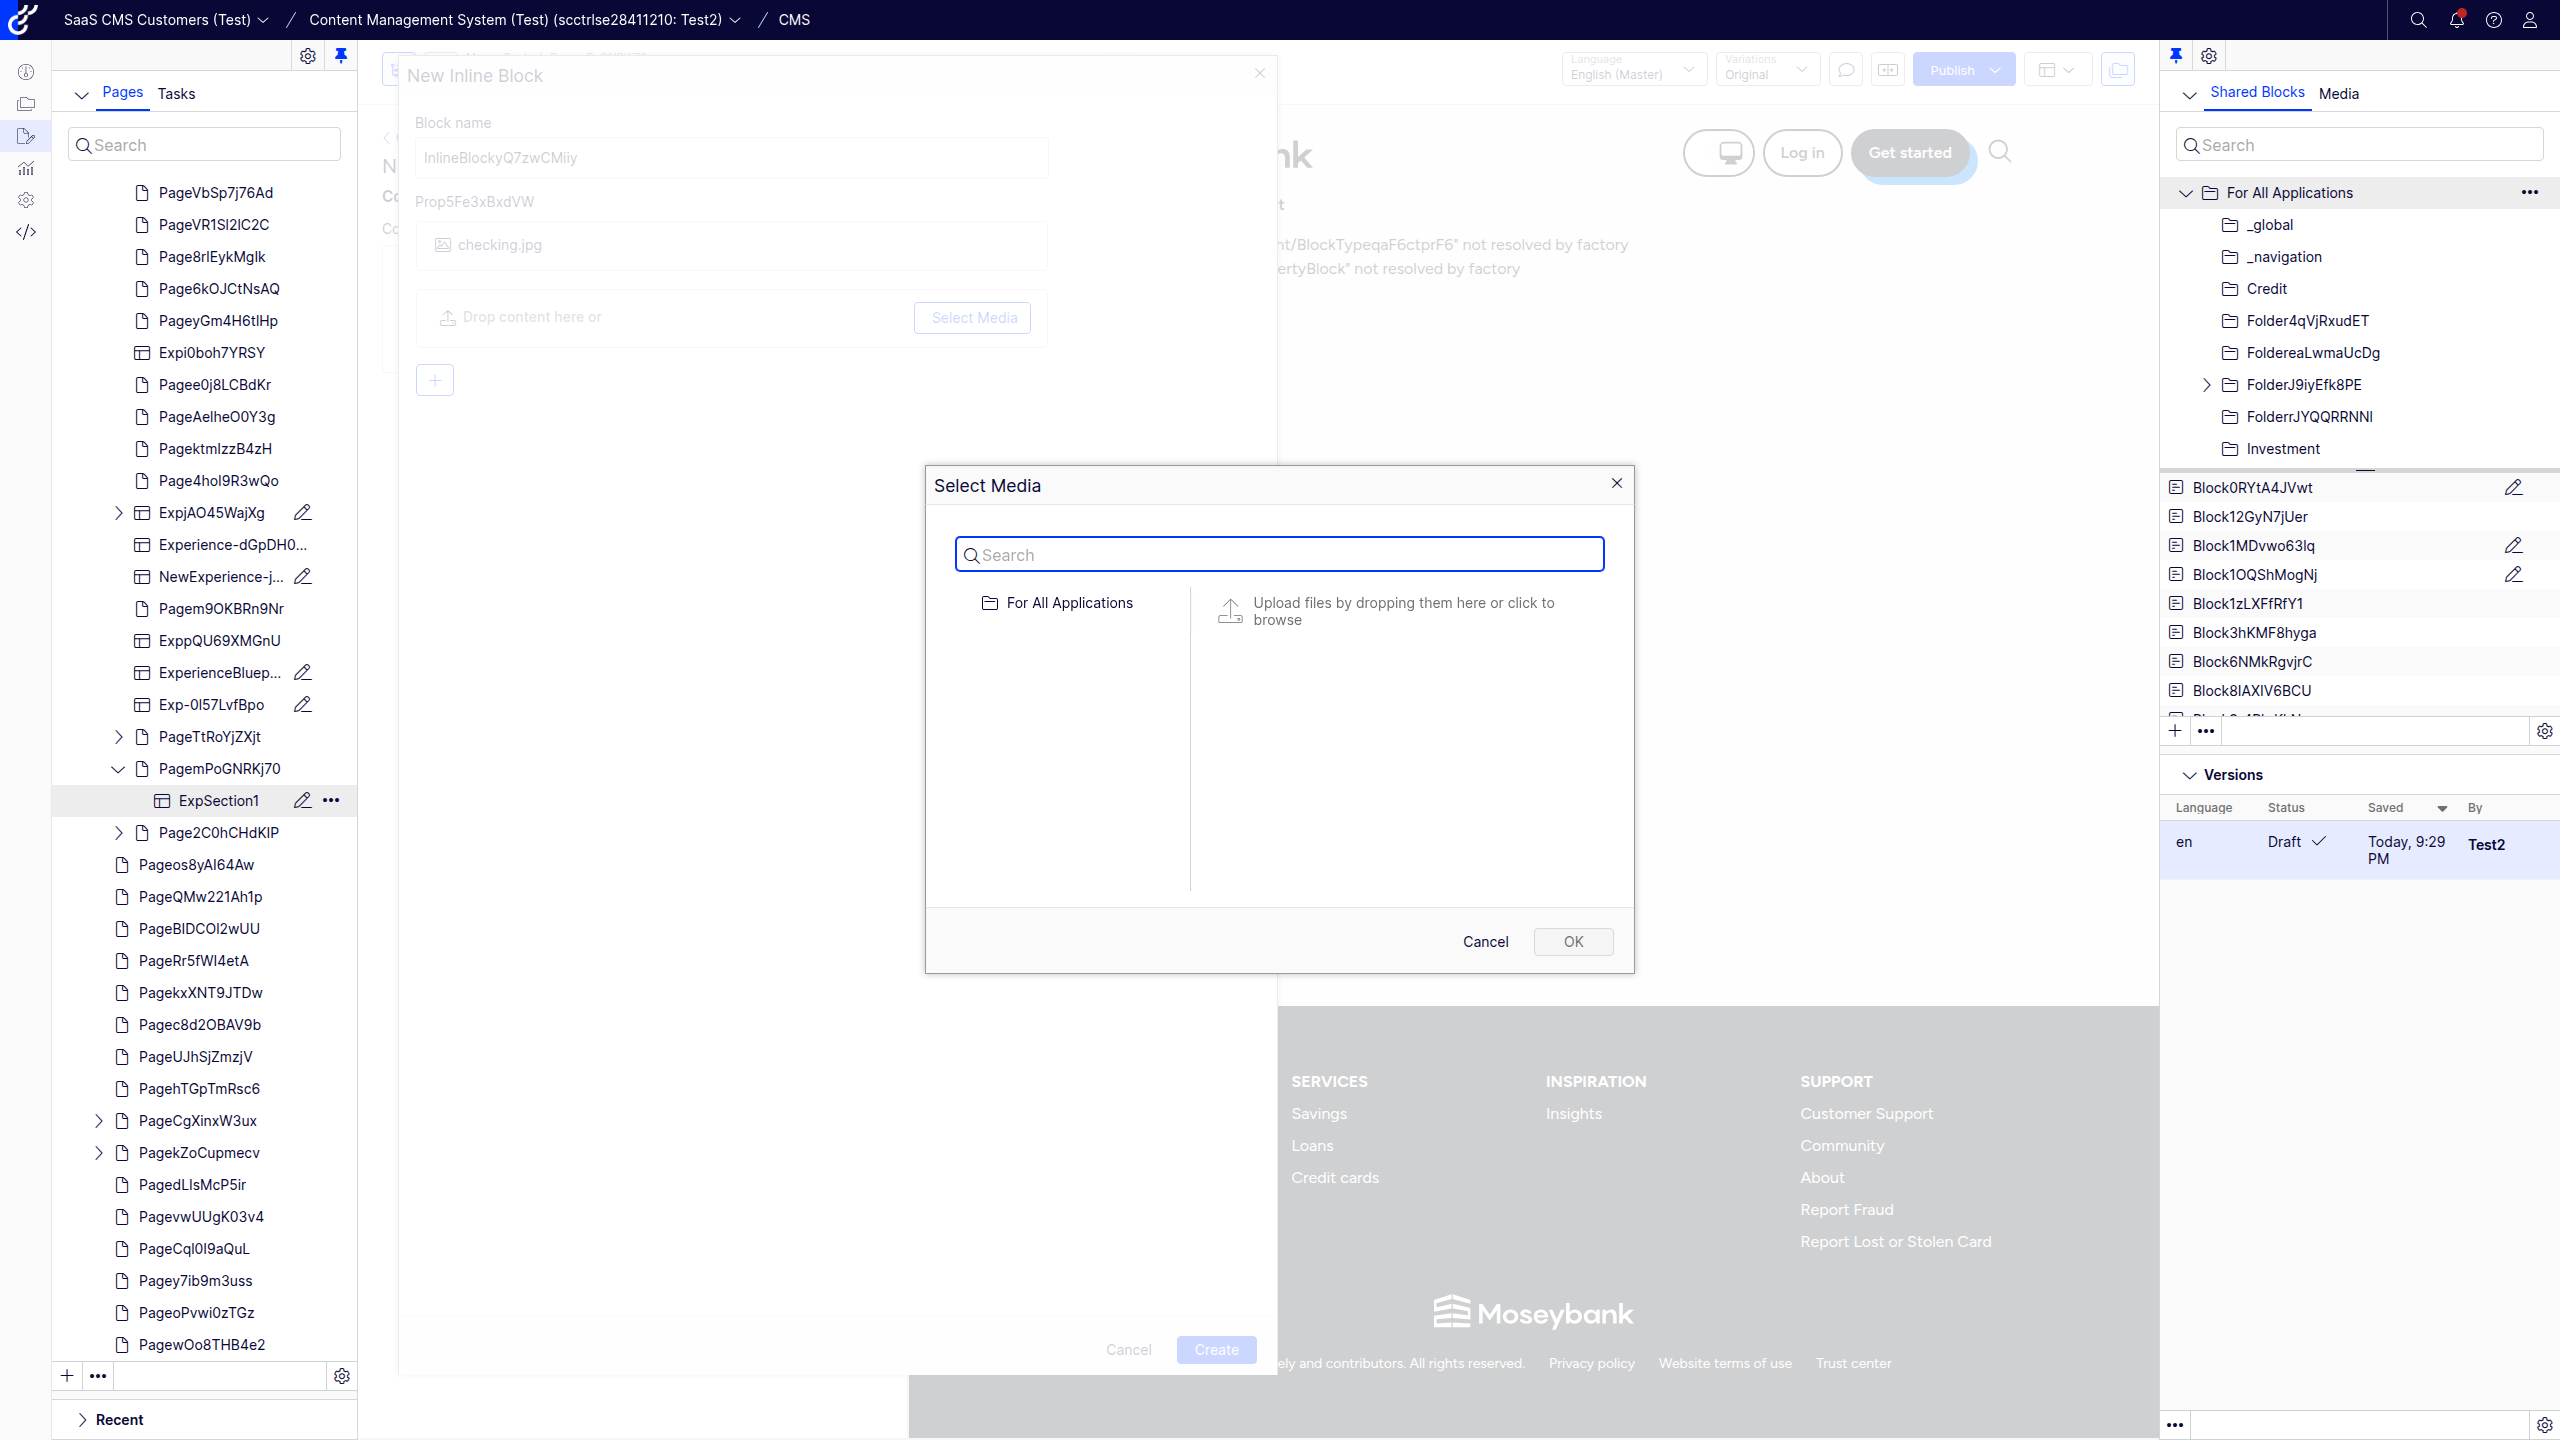 SaaS CMS Customers (Test) / Content Management System (Test) (scctrlse28411210: Test2) / CMS
Pages Tasks
Search
PageVbSp7j76Ad
PageVR1Sl2lC2C
Page8rlEykMglk
Page6kOJCtNsAQ
PageyGm4H6tlHp
Expi0boh7YRSY
Pagee0j8LCBdKr
PageAelheO0Y3g
PagektmlzzB4zH
Page4hol9R3wQo
ExpjAO45WajXg
Experience-dGpDH0...
NewExperience-j...
Pagem9OKBRn9Nr
ExppQU69XMGnU
ExperienceBluep...
Exp-0l57LvfBpo
PageTtRoYjZXjt
PagemPoGNRKj70
ExpSection1
Page2C0hCHdKlP
Pageos8yAl64Aw
PageQMw221Ah1p
PageBlDCOl2wUU
PageRr5fWl4etA
PagekxXNT9JTDw
Pagec8d2OBAV9b
PageUJhSjZmzjV
PagehTGpTmRsc6
PageCgXinxW3ux
PagekZoCupmecv
PagedLlsMcP5ir
PagevwUUgK03v4
PageCql0l9aQuL
Pagey7ib9m3uss
PageoPvwi0zTGz
PagewOo8THB4e2
Recent
New Inline Block
Block name
InlineBlockyQ7zwCMiiy
Prop5Fe3xBxdVW
checking.jpg
Drop content here or Select Media
Cancel Create
Language
English (Master)
Variations
Original
Publish
nk
Log in
Get started
t
nt/BlockTypeqaF6ctprF6" not resolved by factory
ertyBlock" not resolved by factory
Select Media
Search
For All Applications
Upload files by dropping them here or click to
browse
Cancel OK
SERVICES
Savings
Loans
Credit cards
INSPIRATION
Insights
SUPPORT
Customer Support
Community
About
Report Fraud
Report Lost or Stolen Card
Moseybank
ely and contributors. All rights reserved. Privacy policy Website terms of use Trust center
Shared Blocks Media
Search
For All Applications
_global
_navigation
Credit
Folder4qVjRxudET
FoldereaLwmaUcDg
FolderJ9iyEfk8PE
FolderrJYQQRRNNl
Investment
Block0RYtA4JVwt
Block12GyN7jUer
Block1MDvwo63lq
Block1OQShMogNj
Block1zLXFfRfY1
Block3hKMF8hyga
Block6NMkRgvjrC
Block8lAXlV6BCU
Versions
Language Status Saved By
en Draft Today, 9:29 PM Test2